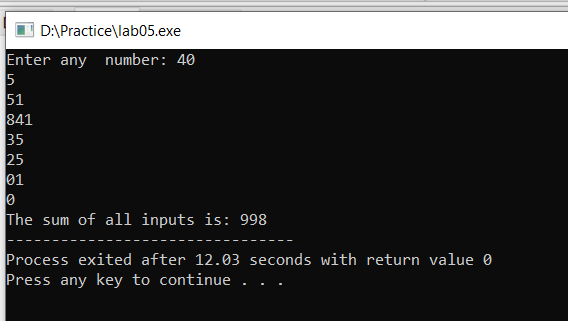 D:\Practice\lab05.exe
Enter any  number: 40
5
51
841
35
25
01
0
The sum of all inputs is: 998
--------------------------------
Process exited after 12.03 seconds with return value 0
Press any key to continue . . .